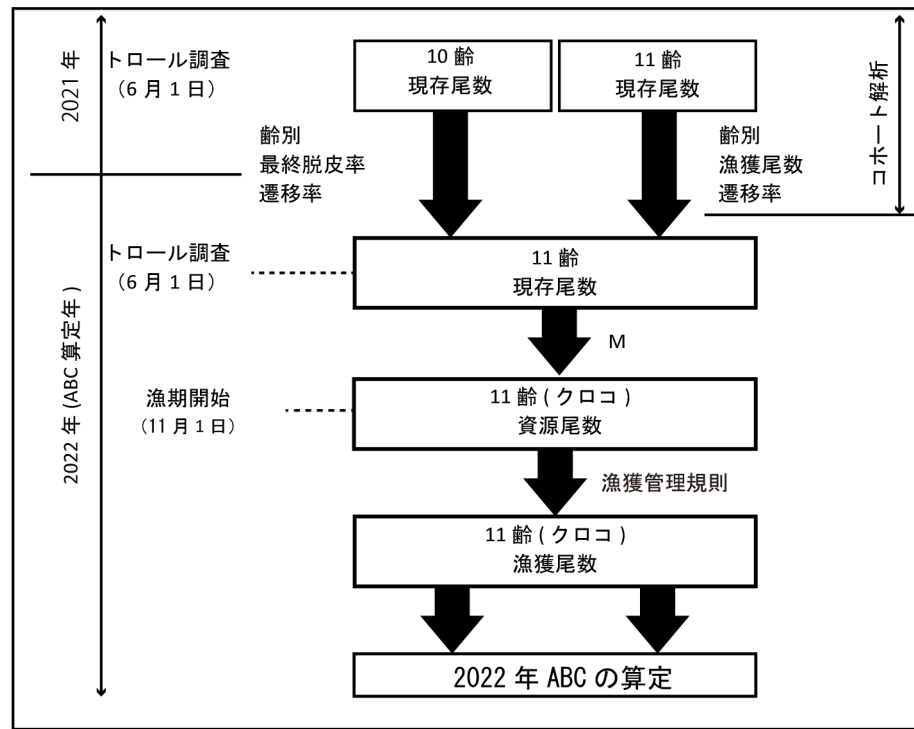 2021年
トロール調査
（6月1日）
10齢
現存尾数
11齢
現存尾数
コホート解析
齢別
最終脱皮率
遷移率
齢別
漁獲尾数
遷移率
2022年(ABC算定年)
トロール調査
（6月1日）
11齢
現存尾数
M
漁期開始
（11月1日）
11齢(クロコ)
資源尾数
漁獲管理規則
11齢(クロコ)
漁獲尾数
2022年ABCの算定